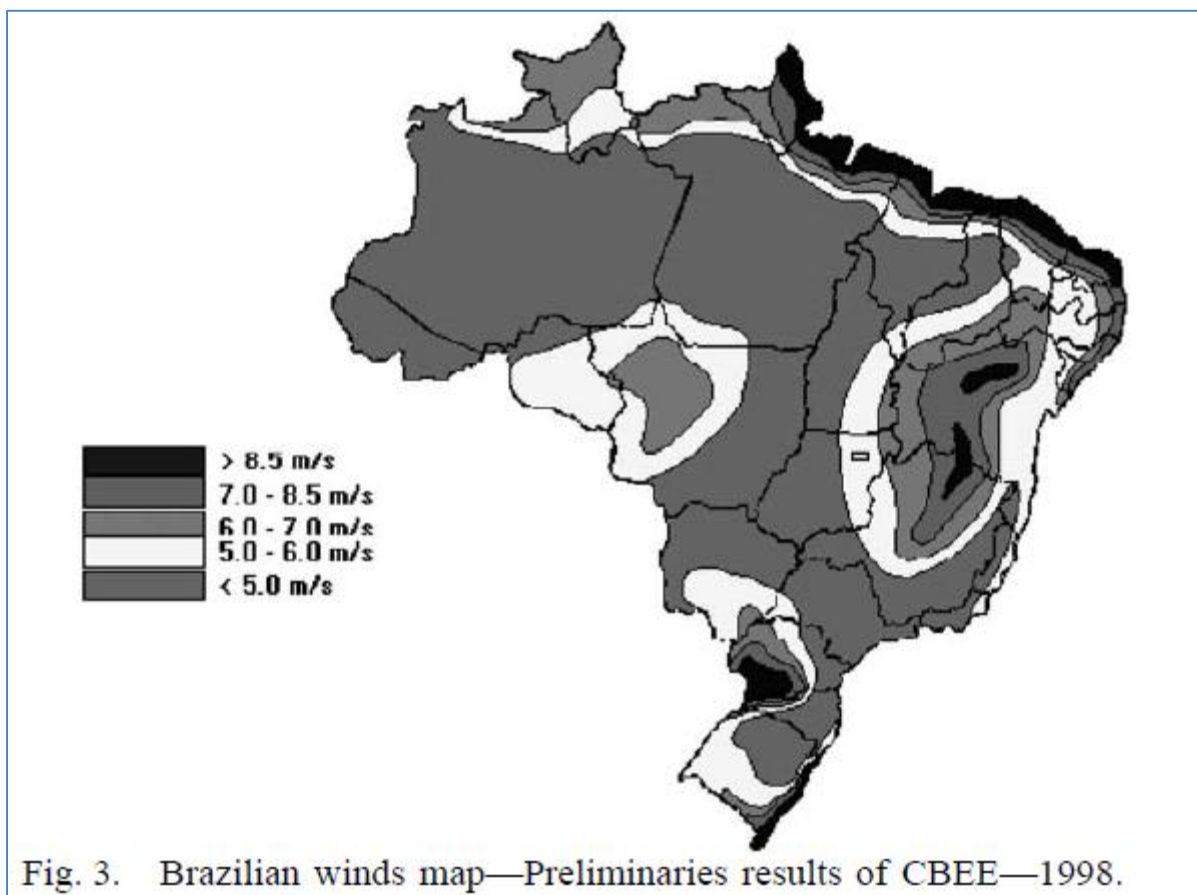 > 8.5 m/s
7.0 - 8.5 m/s
6.0 - 7.0 m/s
5.0 - 6.0 m/s
< 5.0 m/s
Fig. 3. Brazilian winds map—Preliminaries results of CBEE—1998.